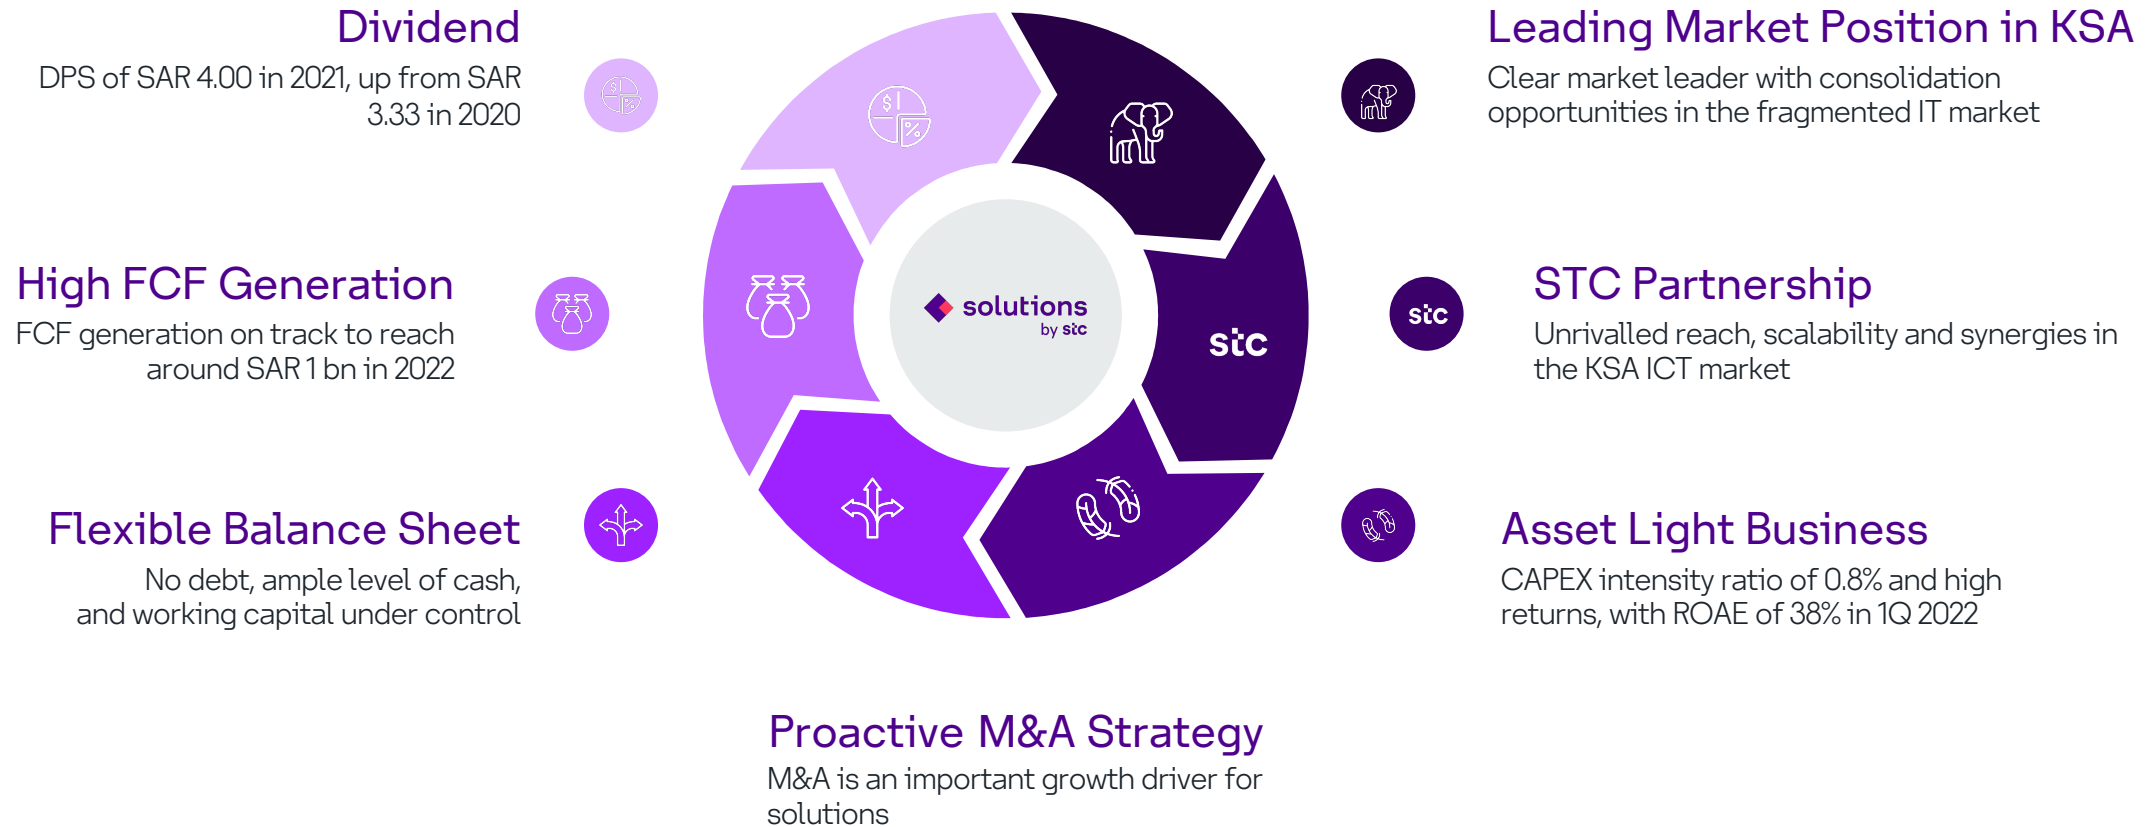 Dividend
DPS of SAR 4.00 in 2021, up from SAR
3.33 in 2020
High FCF Generation
FCF generation on track to reach
around SAR 1 bn in 2022
Flexible Balance Sheet
No debt, ample level of cash,
and working capital under control
$
%
$
%
solutions
by stc
stc
stc
Leading Market Position in KSA
Clear market leader with consolidation
opportunities in the fragmented IT market
STC Partnership
Unrivalled reach, scalability and synergies in
the KSA ICT market
Asset Light Business
CAPEX intensity ratio of 0.8% and high
returns, with ROAE of 38% in 1Q 2022
Proactive M&A Strategy
M&A is an important growth driver for
solutions